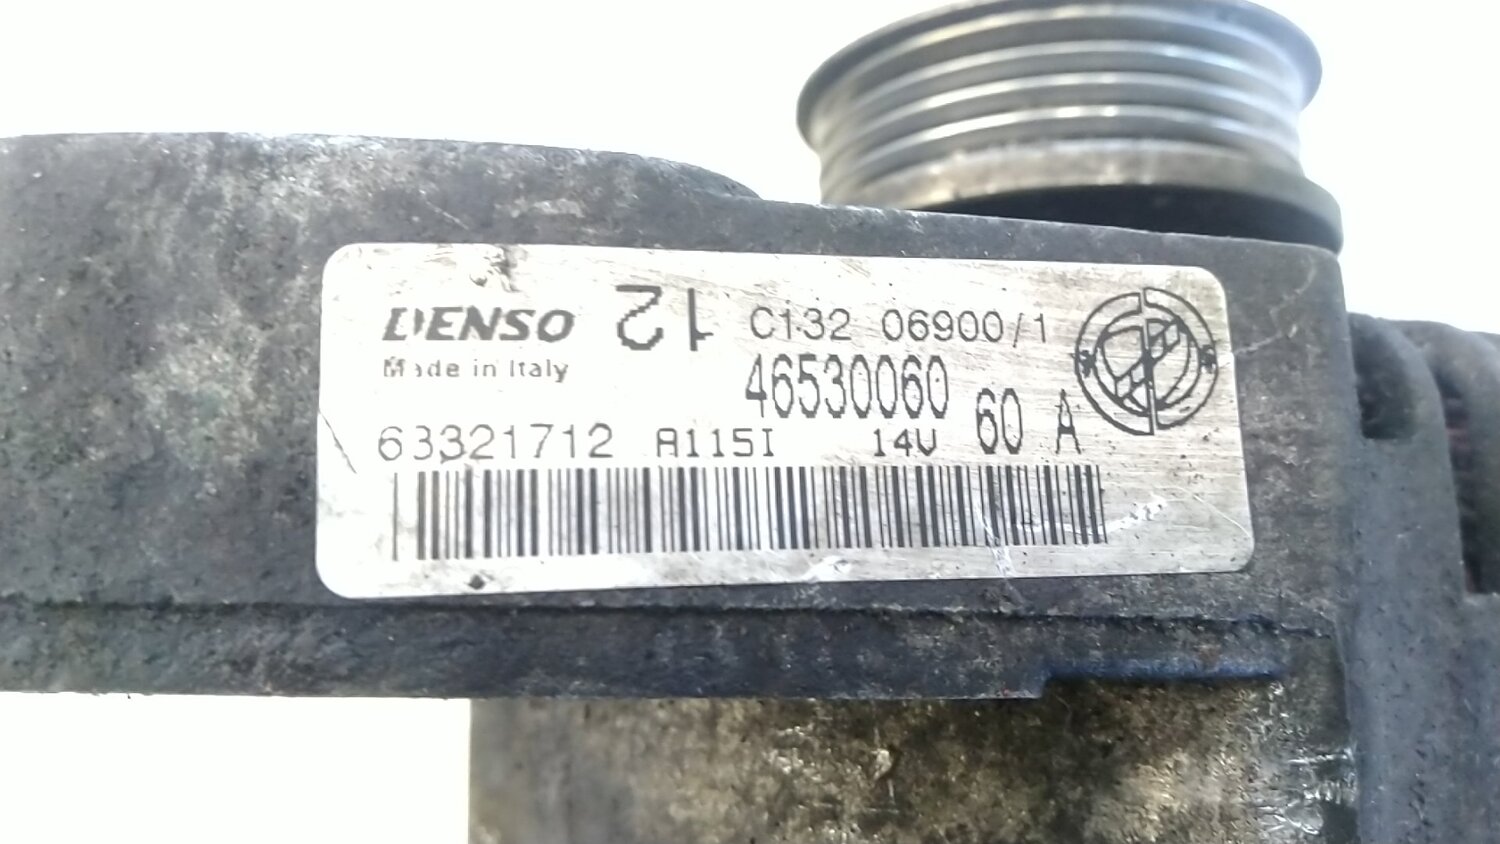 DENSO 12 C132 06900/1
Made in Italy 46530060
63321712 A115I 14V 60 A